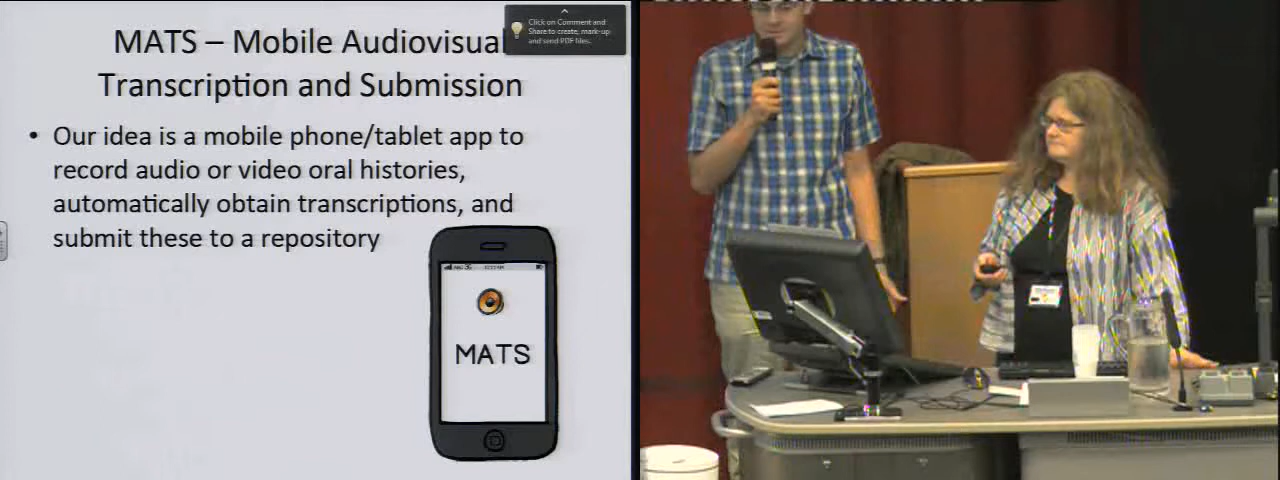 MATS – Mobile Audiovisual
Transcription and Submission
Click on Comment and
Share to create, mark-up
and send PDF files.
• Our idea is a mobile phone/tablet app to
record audio or video oral histories,
automatically obtain transcriptions, and
submit these to a repository
MATS